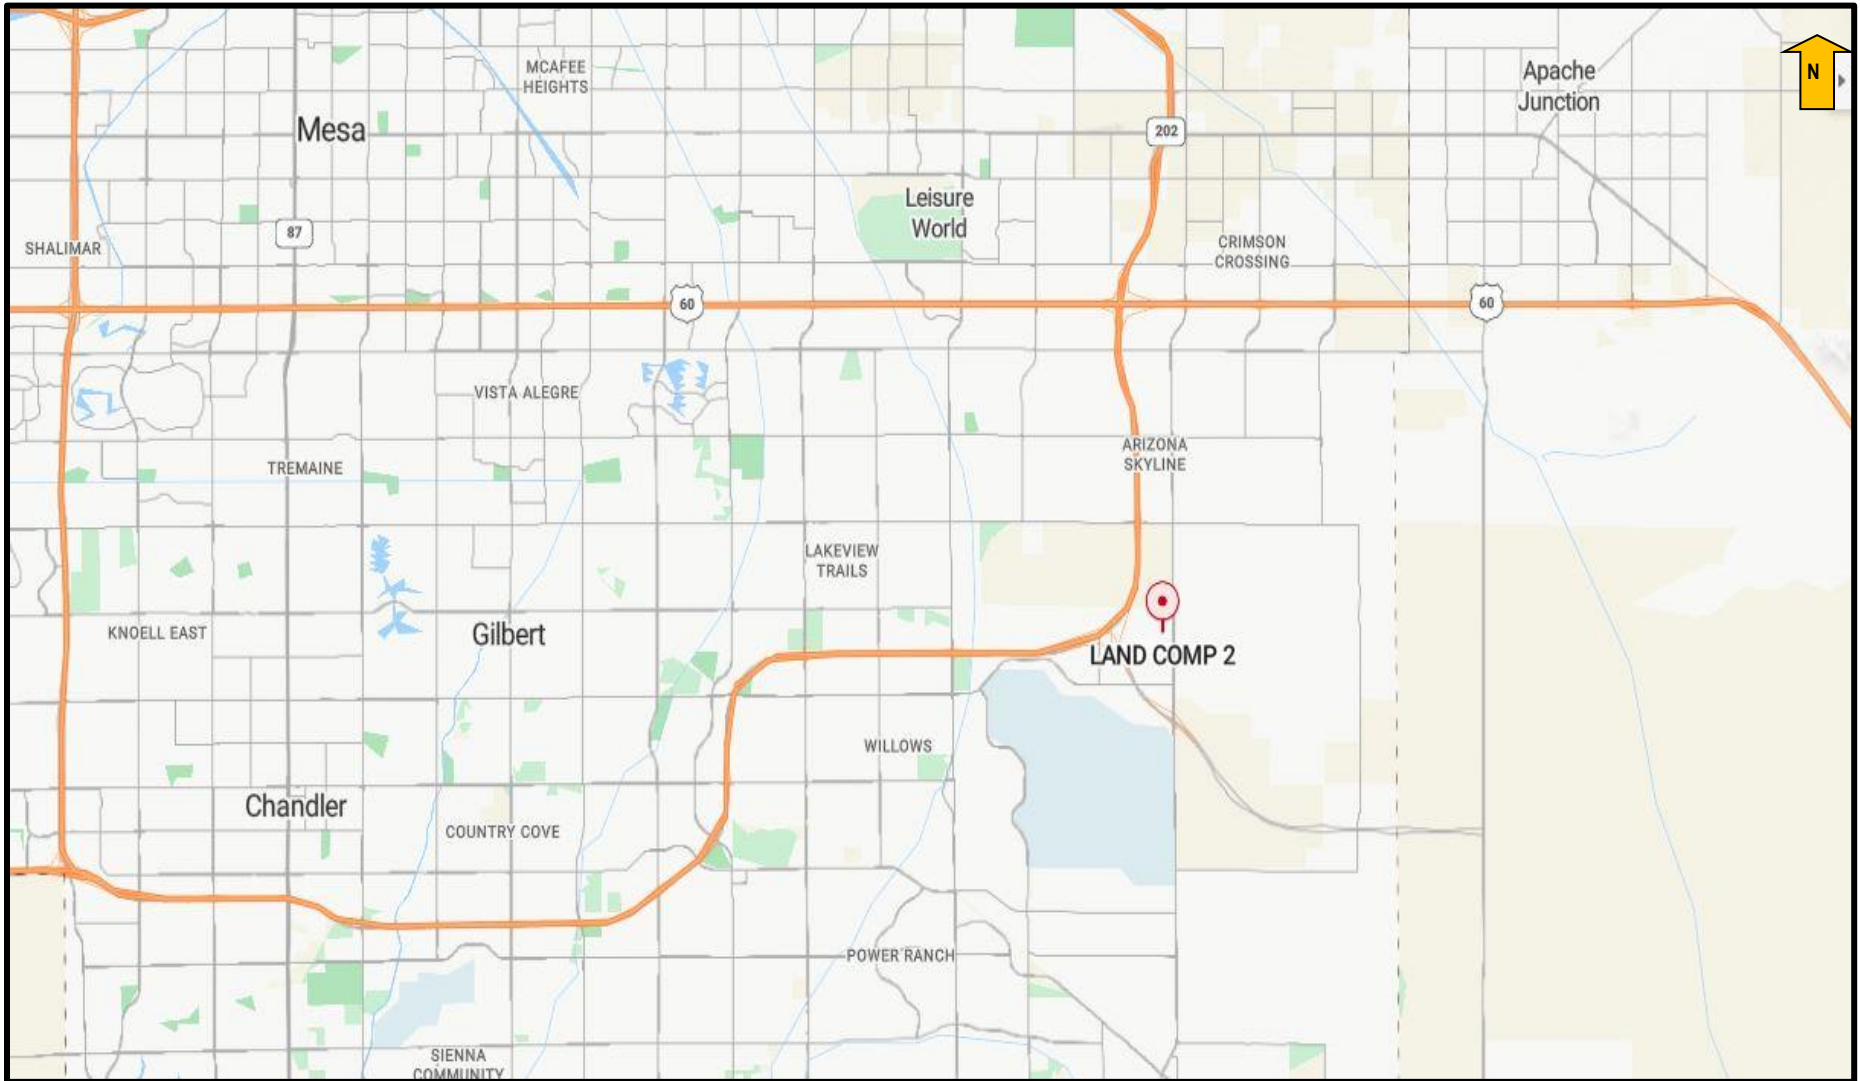 MCAFEE
HEIGHTS
Apache
Junction
N
Mesa
202
Leisure
World
87
SHALIMAR
CRIMSON
CROSSING
60
60
VISTA ALEGRE
ARIZONA
SKYLINE
TREMAINE
LAKEVIEW
TRAILS
KNOELL EAST
Gilbert
LAND COMP 2
WILLOWS
Chandler
COUNTRY COVE
POWER RANCH
SIENNA
COMMUNITY